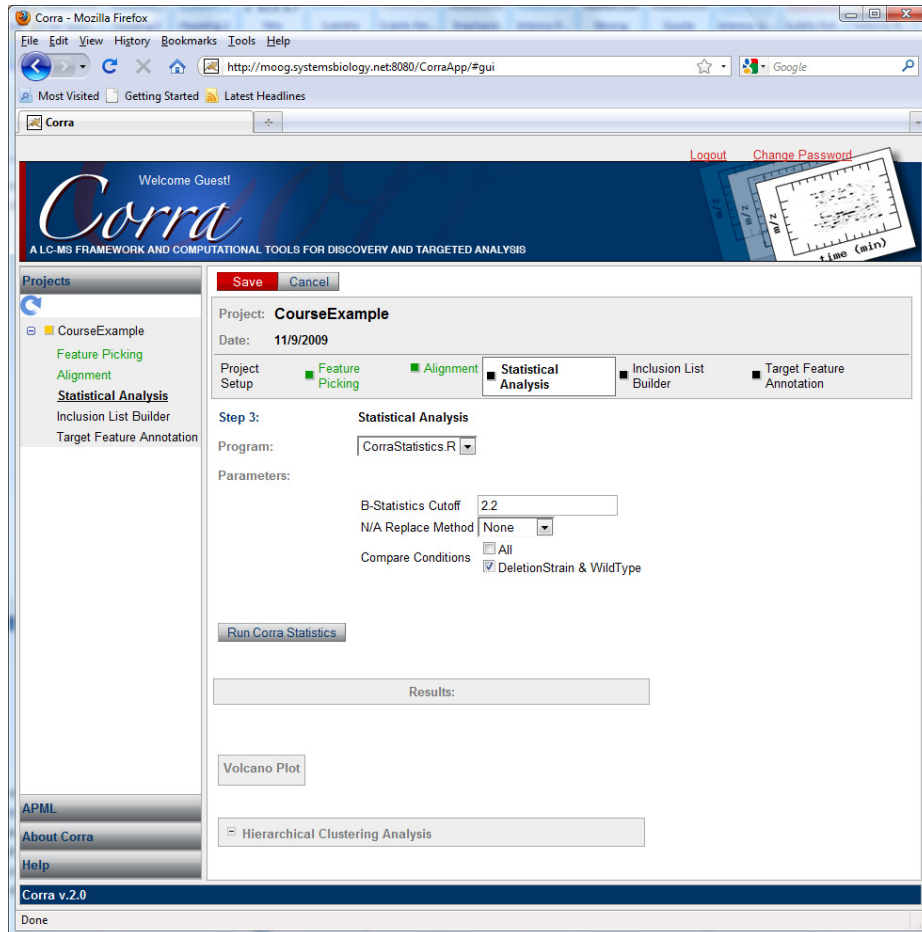 Corra - Mozilla Firefox
File Edit View History Bookmarks Tools Help
http://moog.systemsbiology.net:8080/CorraApp/#gui
Google
Most Visited Getting Started Latest Headlines
Corra
Logout Change Password
Welcome Guest!
Corra
A LC-MS FRAMEWORK AND COMPUTATIONAL TOOLS FOR DISCOVERY AND TARGETED ANALYSIS
m/z
m/z
m/z
time (min)
Projects
Save Cancel
Project: CourseExample
Date: 11/9/2009
CourseExample
Feature Picking
Alignment
Statistical Analysis
Inclusion List Builder
Target Feature Annotation
Project Setup
Feature Picking
Alignment
Statistical Analysis
Inclusion List Builder
Target Feature Annotation
Step 3: Statistical Analysis
Program: CorraStatistics.R
Parameters:
B-Statistics Cutoff 2.2
N/A Replace Method None
Compare Conditions
All
DeletionStrain & WildType
Run Corra Statistics
Results:
Volcano Plot
Hierarchical Clustering Analysis
APML
About Corra
Help
Corra v.2.0
Done